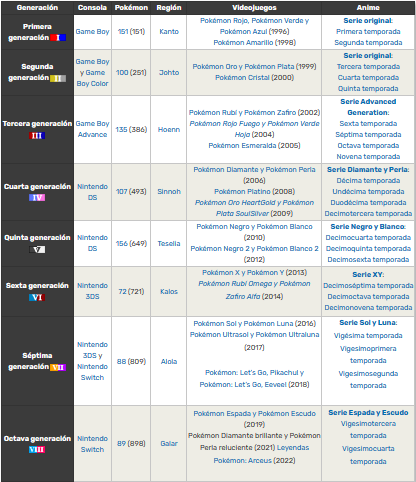 Generación Consola Pokémon Región Videojuegos Anime
Primera
generación I
Game Boy
151 (151)
Kanto
Pokémon Rojo, Pokémon Verde y
Pokémon Azul (1996)
Pokémon Amarillo (1998)
Serie original:
Primera temporada
Segunda temporada
Segunda
generación II
Game Boy
y Game
Boy Color
100 (251)
Johto
Pokémon Oro y Pokémon Plata (1999)
Pokémon Cristal (2000)
Serie original:
Tercera temporada
Cuarta temporada
Quinta temporada
Tercera generación
III
Game Boy
Advance
135 (386)
Hoenn
Pokémon Rubí y Pokémon Zafiro (2002)
Pokémon Rojo Fuego y Pokémon Verde
Hoja (2004)
Pokémon Esmeralda (2005)
Serie Advanced
Generation:
Sexta temporada
Séptima temporada
Octava temporada
Novena temporada
Cuarta generación
IV
Nintendo
DS
107 (493)
Sinnoh
Pokémon Diamante y Pokémon Perla
(2006)
Pokémon Platino (2008)
Pokémon Oro HeartGold y Pokémon
Plata SoulSilver (2009)
Serie Diamante y Perla:
Décima temporada
Undécima temporada
Duodécima temporada
Decimotercera temporada
Quinta generación
V
Nintendo
DS
156 (649)
Teselia
Pokémon Negro y Pokémon Blanco
(2010)
Pokémon Negro 2 y Pokémon Blanco 2
(2012)
Serie Negro y Blanco:
Decimocuarta temporada
Decimoquinta temporada
Decimosexta temporada
Sexta generación
VI
Nintendo
3DS
72 (721)
Kalos
Pokémon X y Pokémon Y (2013)
Pokémon Rubí Omega y Pokémon
Zafiro Alfa (2014)
Serie XY:
Decimoséptima temporada
Decimoctava temporada
Decimonovena temporada
Séptima
generación VII
Nintendo
3DS y
Nintendo
Switch
88 (809)
Alola
Pokémon Sol y Pokémon Luna (2016)
Pokémon Ultrasol y Pokémon Ultraluna
(2017)
Pokémon: Let's Go, Pikachu! y
Pokémon: Let's Go, Eevee! (2018)
Serie Sol y Luna:
Vigésima temporada
Vigesimoprimera
temporada
Vigesimosegunda
temporada
Octava generación
VIII
Nintendo
Switch
89 (898)
Galar
Pokémon Espada y Pokémon Escudo
(2019)
Pokémon Diamante brillante y Pokémon
Perla reluciente (2021) Leyendas
Pokémon: Arceus (2022)
Serie Espada y Escudo
Vigesimotercera
temporada
Vigesimocuarta
temporada